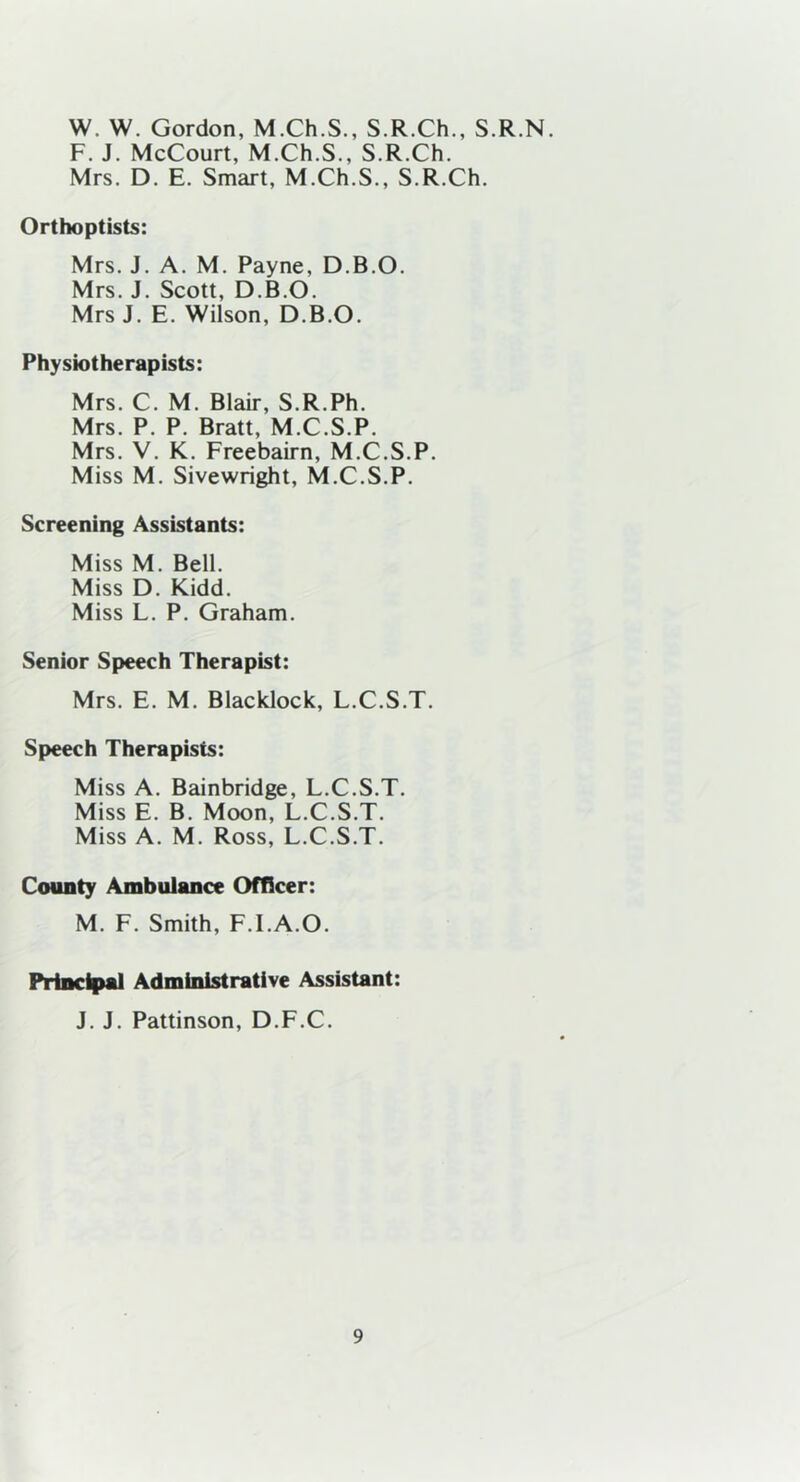 W. W. Gordon, M.Ch.S., S.R.Ch., S.R.N.
F. J. McCourt, M.Ch.S., S.R.Ch.
Mrs. D. E. Smart, M.Ch.S., S.R.Ch.
Orthoptists:
Mrs. J. A. M. Payne, D.B.O.
Mrs. J. Scott, D.B.O.
Mrs J. E. Wilson, D.B.O.
Physiotherapists:
Mrs. C. M. Blair, S.R.Ph.
Mrs. P. P. Bratt, M.C.S.P.
Mrs. V. K. Freebairn, M.C.S.P.
Miss M. Sivewright, M.C.S.P.
Screening Assistants:
Miss M. Bell.
Miss D. Kidd.
Miss L. P. Graham.
Senior Speech Therapist:
Mrs. E. M. Blacklock, L.C.S.T.
Speech Therapists:
Miss A. Bainbridge, L.C.S.T.
Miss E. B. Moon, L.C.S.T.
Miss A. M. Ross, L.C.S.T.
County Ambulance Officer:
M. F. Smith, F.I.A.O.
Principal Administrative Assistant:
J. J. Pattinson, D.F.C.
9